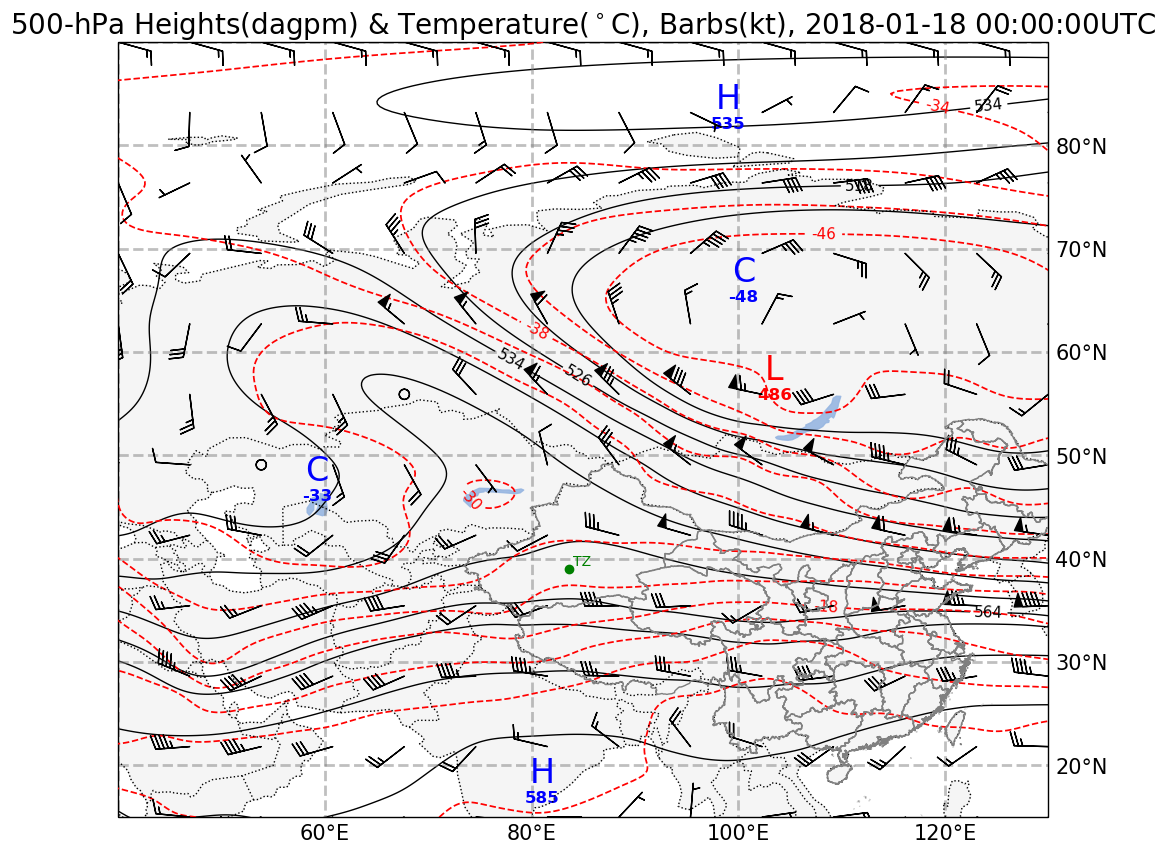 500-hPa Heights(dagpm) & Temperature(°C), Barbs(kt), 2018-01-18 00:00:00UTC
H
535
-34
534
80°N
-46
70°N
C
-48
-38
534
526
60°N
L
486
50°N
C
-33
-30
TZ
40°N
-18
564
30°N
H
585
20°N
60°E
80°E
100°E
120°E